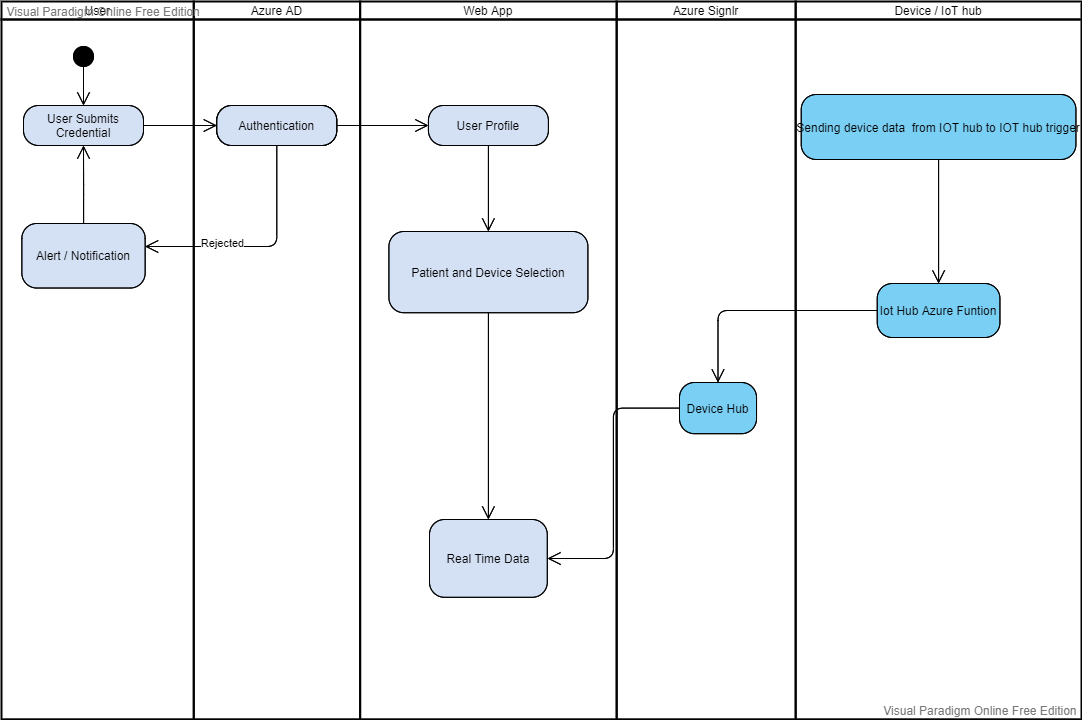 Visual Paradigm Online Free Edition
User
Azure AD
Web App
Azure Signlr
Device / IoT hub
User Submits
Credential
Authentication
User Profile
Sending device data from IOT hub to IOT hub trigger
Rejected
Alert / Notification
Patient and Device Selection
Iot Hub Azure Funtion
Device Hub
Real Time Data
Visual Paradigm Online Free Edition